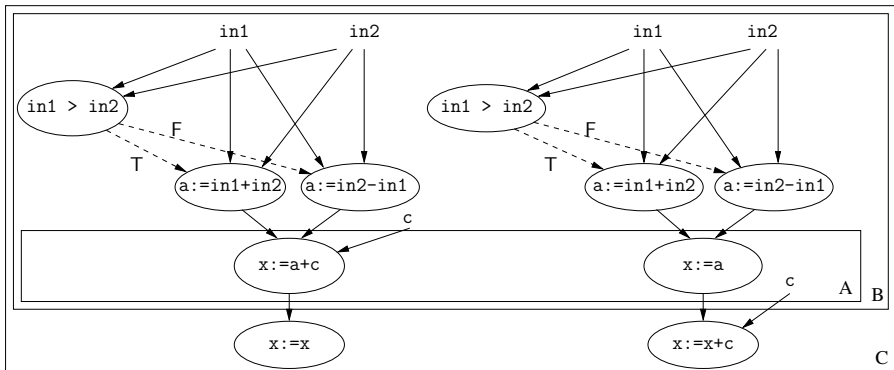 in1 in2 in1 in2
in1 > in2 in1 > in2
F F
T T
a:=in1+in2 a:=in2-in1 a:=in1+in2 a:=in2-in1
c
x:=a+c x:=a
c
A
B
x:=x x:=x+c
C